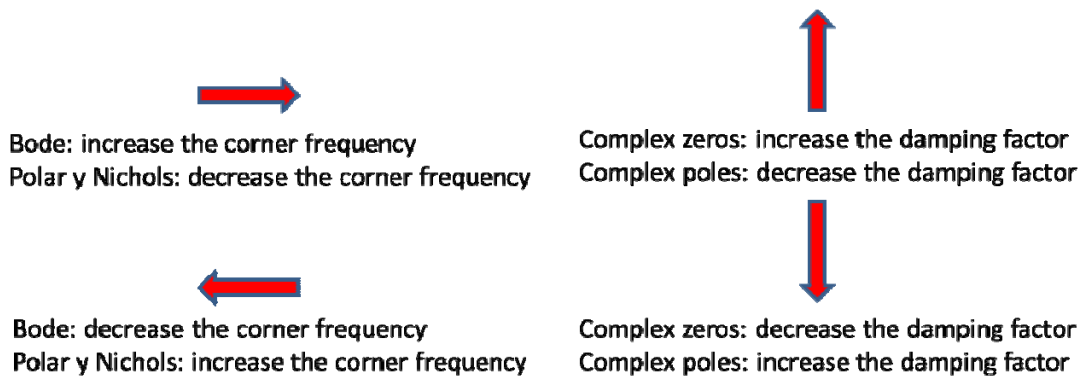 Bode: increase the corner frequency
Polar y Nichols: decrease the corner frequency
Complex zeros: increase the damping factor
Complex poles: decrease the damping factor
Bode: decrease the corner frequency
Polar y Nichols: increase the corner frequency
Complex zeros: decrease the damping factor
Complex poles: increase the damping factor